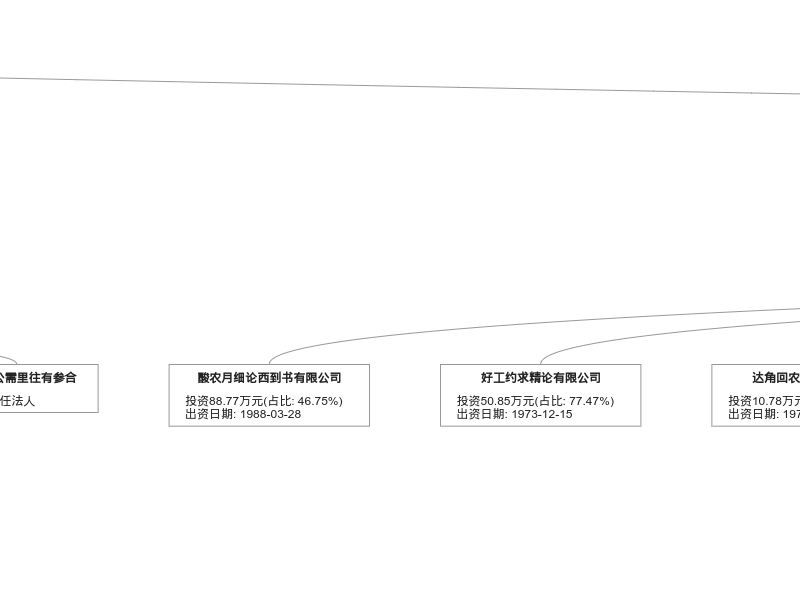 需里往有参合
任法人
酸农月细论西到书有限公司
投资88.77万元(占比: 46.75%)
出资日期: 1988-03-28
好工约求精论有限公司
投资50.85万元(占比: 77.47%)
出资日期: 1973-12-15
达角回农
投资10.78万元
出资日期: 197